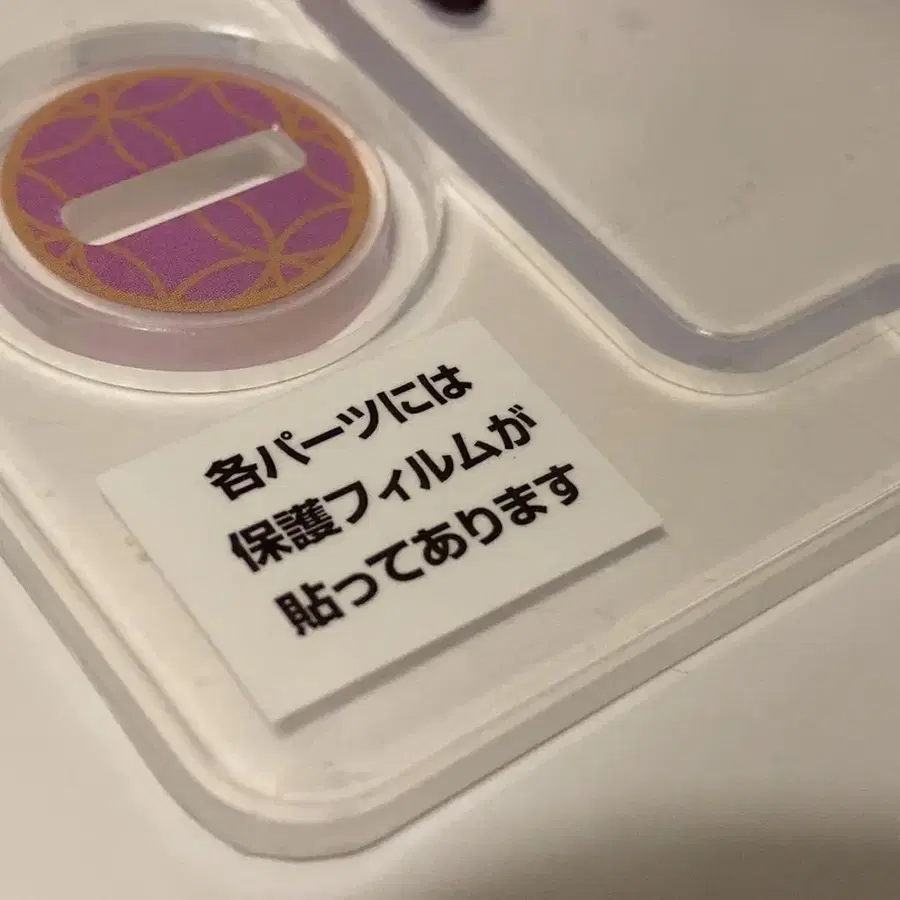 各パーツには
保護フィルムが
貼ってあります